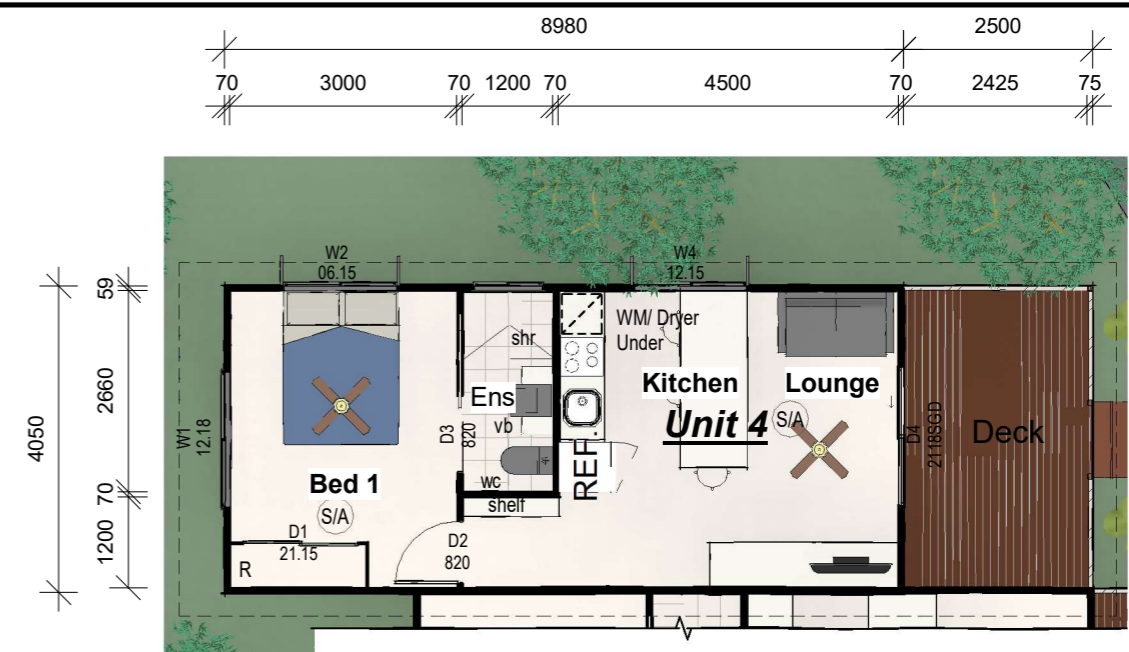 8980 2500
70 3000 70 1200 70 4500 70 2425 75
W2
06.15
W4
12.15
59
2660
4050
70
1200
W1
12.18
shr
WM/ Dryer
Under
Ens
Kitchen
Lounge
Unit 4
S/A
vb
D3
620
D4
2118SGD
Deck
REF
Bed 1
wc
shelf
S/A
D1
21.15
D2
820
R